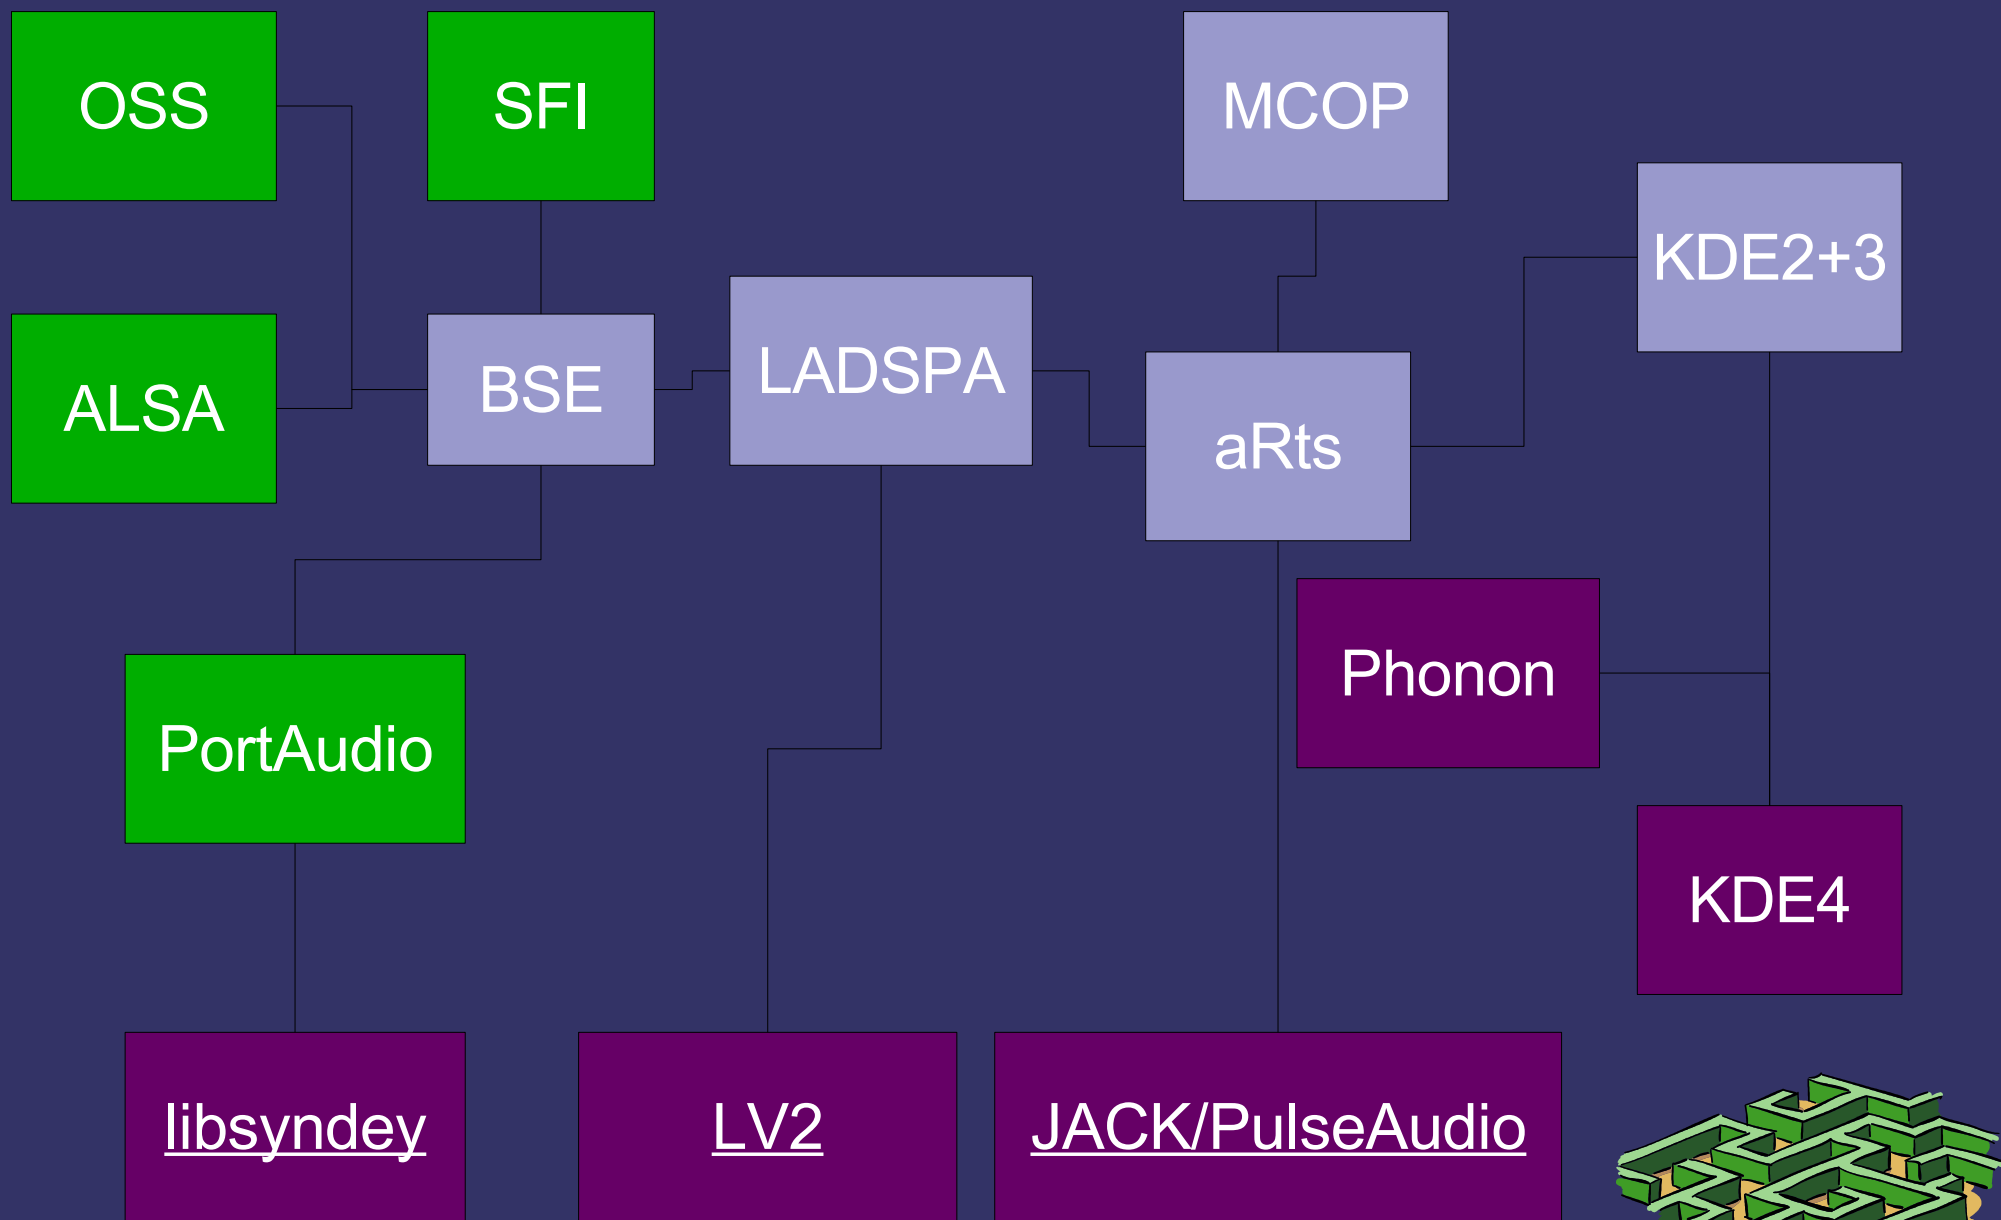 OSS
SFI
MCOP
KDE2+3
ALSA
BSE
LADSPA
aRts
Phonon
PortAudio
KDE4
libsyndey
LV2
JACK/PulseAudio